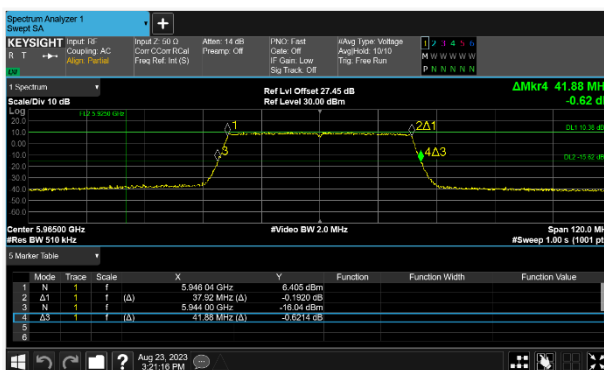 Spectrum Analyzer 1
Swept SA
KEYSIGHT Input: RF Input Z: 50 Ω Atten: 14 dB PNO: Fast #Avg Type: Voltage 1 2 3 4 5 6
R T Coupling: AC Corr CCorr RCal Preamp: Off Gate: Off Avg|Hold: 10/10 M W W W W W
Align: Partial Freq Ref: Int (S) IF Gain: Low Trig: Free Run P N N N N N
LXI Sig Track: Off
1 Spectrum Ref Lvl Offset 27.45 dB ΔMkr4 41.88 MH
Scale/Div 10 dB Ref Level 30.00 dBm -0.62 d
Log
20.0 1 2Δ1
10.0 DL1 10.38 dB
0.00
10.0 3 4Δ3
20.0 DL2 -15.62 dB
30.0
40.0
50.0
-60.0
Center 5.96500 GHz #Video BW 2.0 MHz Span 120.0 MH
#Res BW 510 kHz #Sweep 1.00 s (1001 pt
5 Marker Table
Mode Trace Scale X Y Function Function Width Function Value
1 N 1 f 5.946 04 GHz 6.405 dBm
2 Δ1 1 f (Δ) 37.92 MHz (Δ) -0.1920 dB
3 N 1 f 5.944 00 GHz -16.04 dBm
4 Δ3 1 f (Δ) 41.88 MHz (Δ) -0.6214 dB
5
6
? Aug 23, 2023
3:21:16 PM